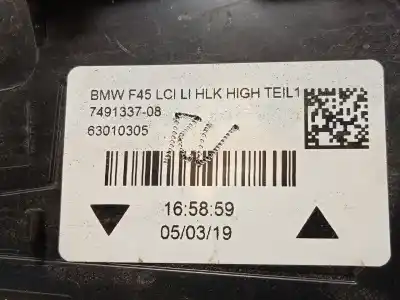 BMW F45 LCI LI HLK HIGH TEIL1
7491337-08
63010305
16:58:59
05/03/19